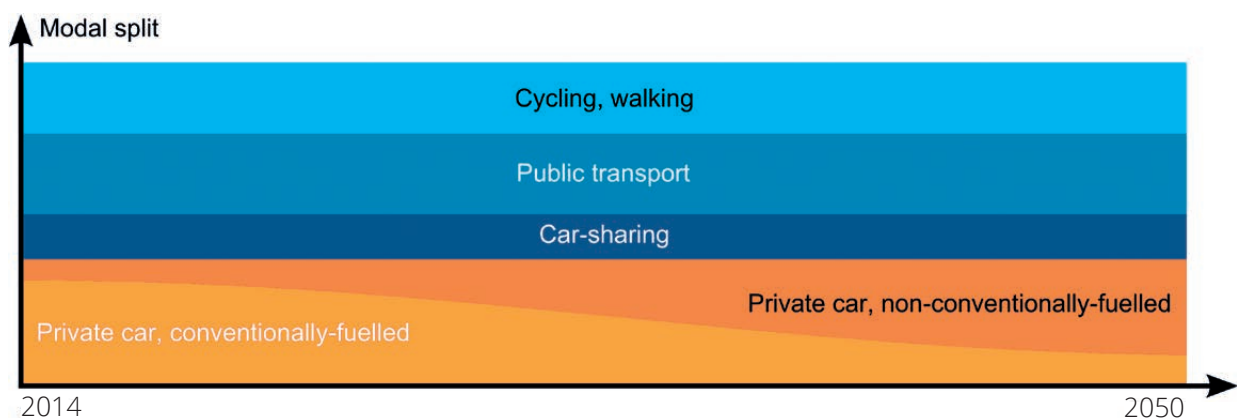 Modal split
Cycling, walking
Public transport
Car-sharing
Private car, non-conventionally-fuelled
Private car, conventionally-fuelled
2014
2050